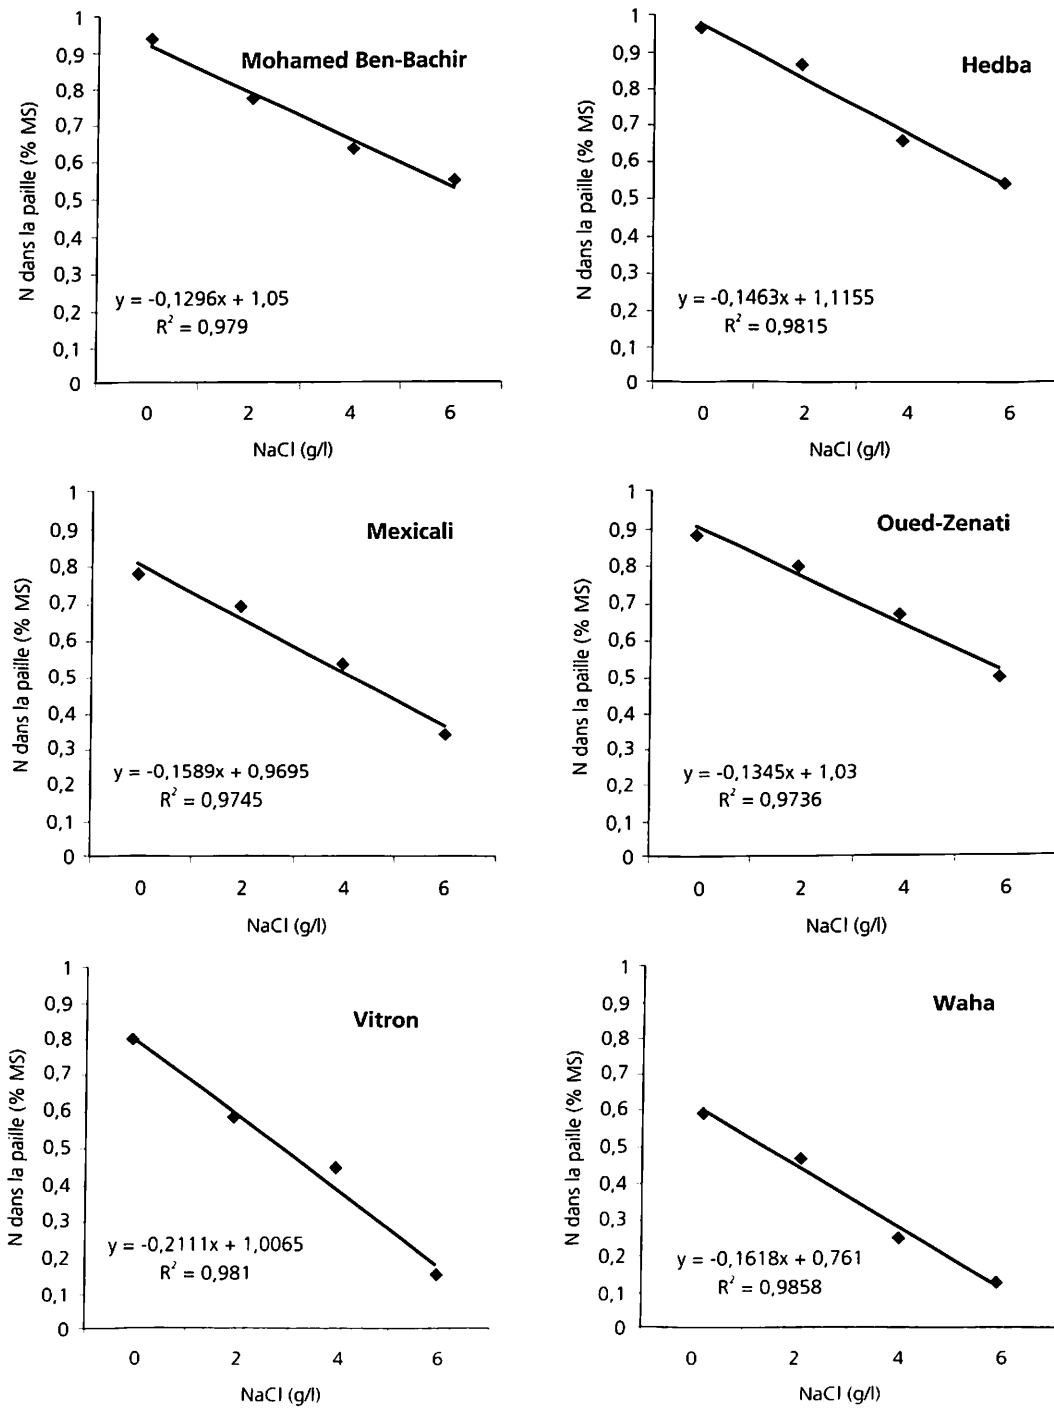 Mohamed Ben-Bachir
N dans la paille (% MS)
1
0,9
0,8
0,7
0,6
0,5
0,4
0,3
0,2
0,1
0
y = -0,1296x + 1,05
R² = 0,979
0 2 4 6
NaCl (g/l)
Hedba
N dans la paille (% MS)
1
0,9
0,8
0,7
0,6
0,5
0,4
0,3
0,2
0,1
0
y = -0,1463x + 1,1155
R² = 0,9815
0 2 4 6
NaCl (g/l)
Mexicali
N dans la paille (% MS)
1
0,9
0,8
0,7
0,6
0,5
0,4
0,3
0,2
0,1
0
y = -0,1589x + 0,9695
R² = 0,9745
0 2 4 6
NaCl (g/l)
Oued-Zenati
N dans la paille (% MS)
1
0,9
0,8
0,7
0,6
0,5
0,4
0,3
0,2
0,1
0
y = -0,1345x + 1,03
R² = 0,9736
0 2 4 6
NaCl (g/l)
Vitron
N dans la paille (% MS)
1
0,9
0,8
0,7
0,6
0,5
0,4
0,3
0,2
0,1
0
y = -0,2111x + 1,0065
R² = 0,981
0 2 4 6
NaCl (g/l)
Waha
N dans la paille (% MS)
1
0,9
0,8
0,7
0,6
0,5
0,4
0,3
0,2
0,1
0
y = -0,1618x + 0,761
R² = 0,9858
0 2 4 6
NaCl (g/l)